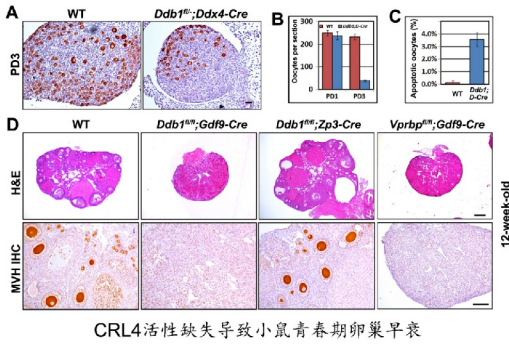 A
WT
Ddb1fl/-;Ddx4-Cre
PD3
B
WT
Oocytes per section
300
250
200
150
100
50
0
PD1
PD3
C
Apoptotic oocytes (%)
4.0%
3.0%
2.0%
1.0%
0.0%
WT
Ddb1;
D-Cre
D
WT
Ddb1fl/fl;Gdf9-Cre
Ddb1fl/fl;Zp3-Cre
Vprbpfl/fl;Gdf9-Cre
H&E
MVH IHC
12-week-old
CRL4活性缺失导致小鼠青春期卵巢早衰